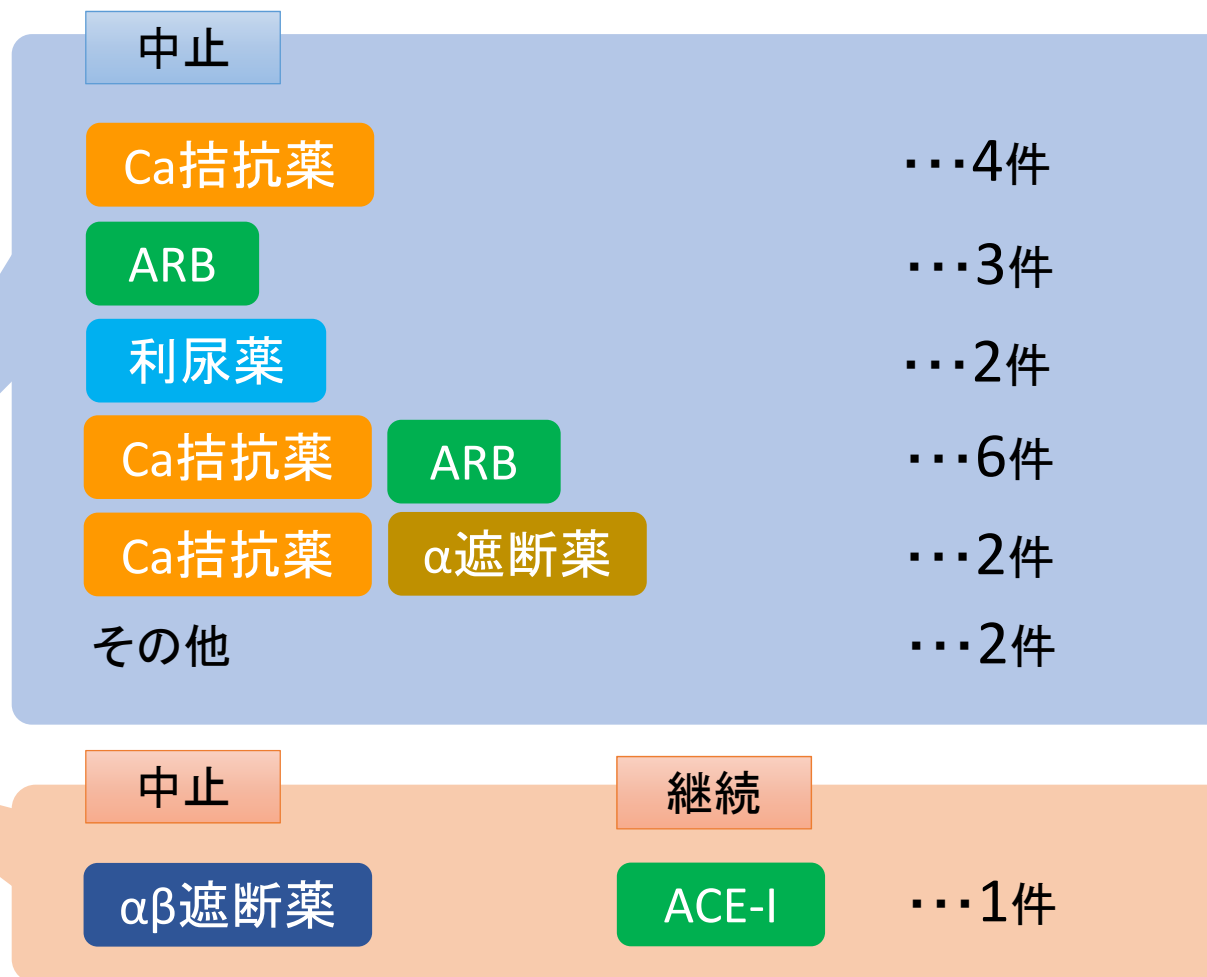 中止
Ca拮抗薬 ･･･4件
ARB ･･･3件
利尿薬 ･･･2件
Ca拮抗薬 ARB ･･･6件
Ca拮抗薬 α遮断薬 ･･･2件
その他 ･･･2件
中止 継続
αβ遮断薬 ACE-I ･･･1件